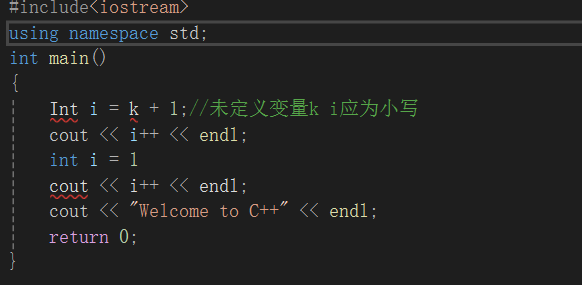 #include<iostream>
using namespace std;
int main()
{
Int i = k + 1;//未定义变量k i应为小写
cout << i++ << endl;
int i = 1
cout << i++ << endl;
cout << "Welcome to C++" << endl;
return 0;
}